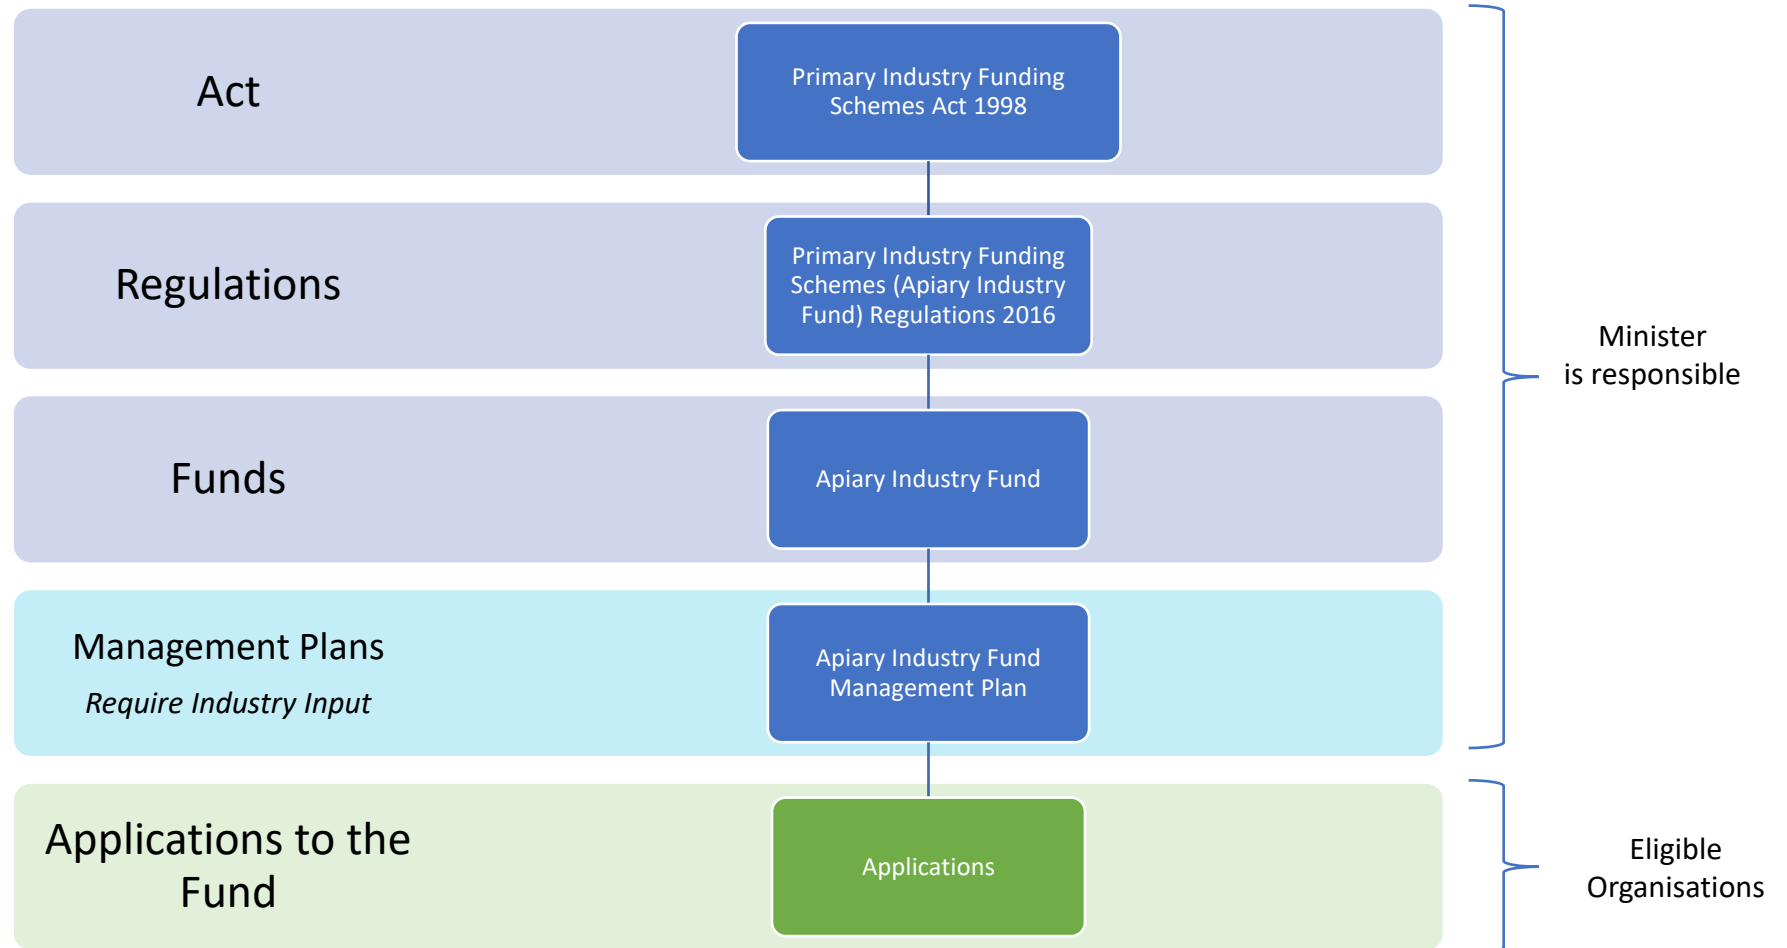 Act
Primary Industry Funding
Schemes Act 1998
Regulations
Primary Industry Funding
Schemes (Apiary Industry
Fund) Regulations 2016
Minister
is responsible
Funds
Apiary Industry Fund
Management Plans
Require Industry Input
Apiary Industry Fund
Management Plan
Applications to the
Fund
Applications
Eligible
Organisations